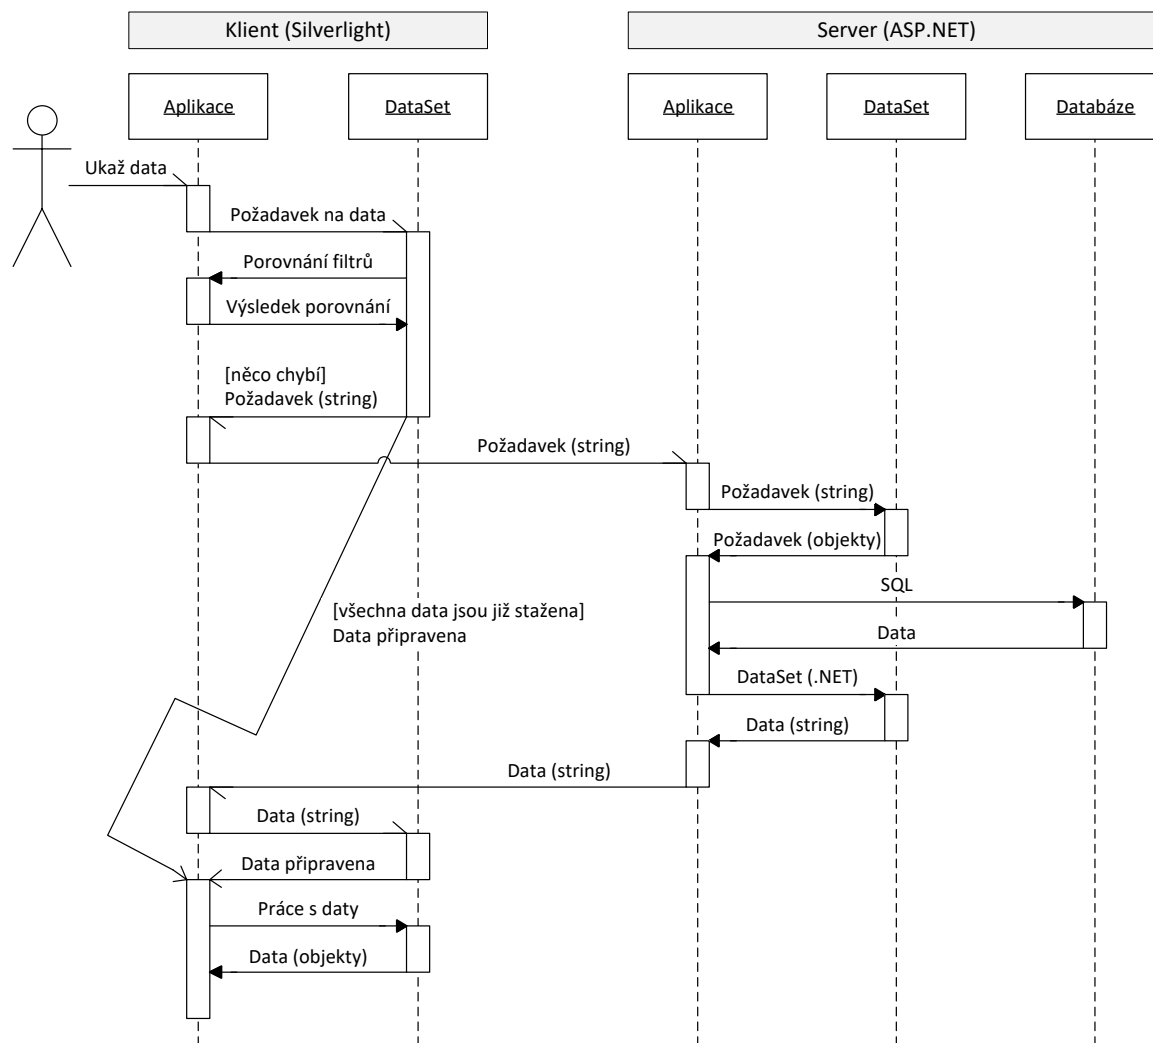 Klient (Silverlight)
Server (ASP.NET)
Aplikace
DataSet
Aplikace
DataSet
Databáze
Ukaž data
Požadavek na data
Porovnání filtrů
Výsledek porovnání
[něco chybí]
Požadavek (string)
Požadavek (string)
Požadavek (string)
Požadavek (objekty)
SQL
[všechna data jsou již stažena]
Data připravena
Data
DataSet (.NET)
Data (string)
Data (string)
Data (string)
Data připravena
Práce s daty
Data (objekty)